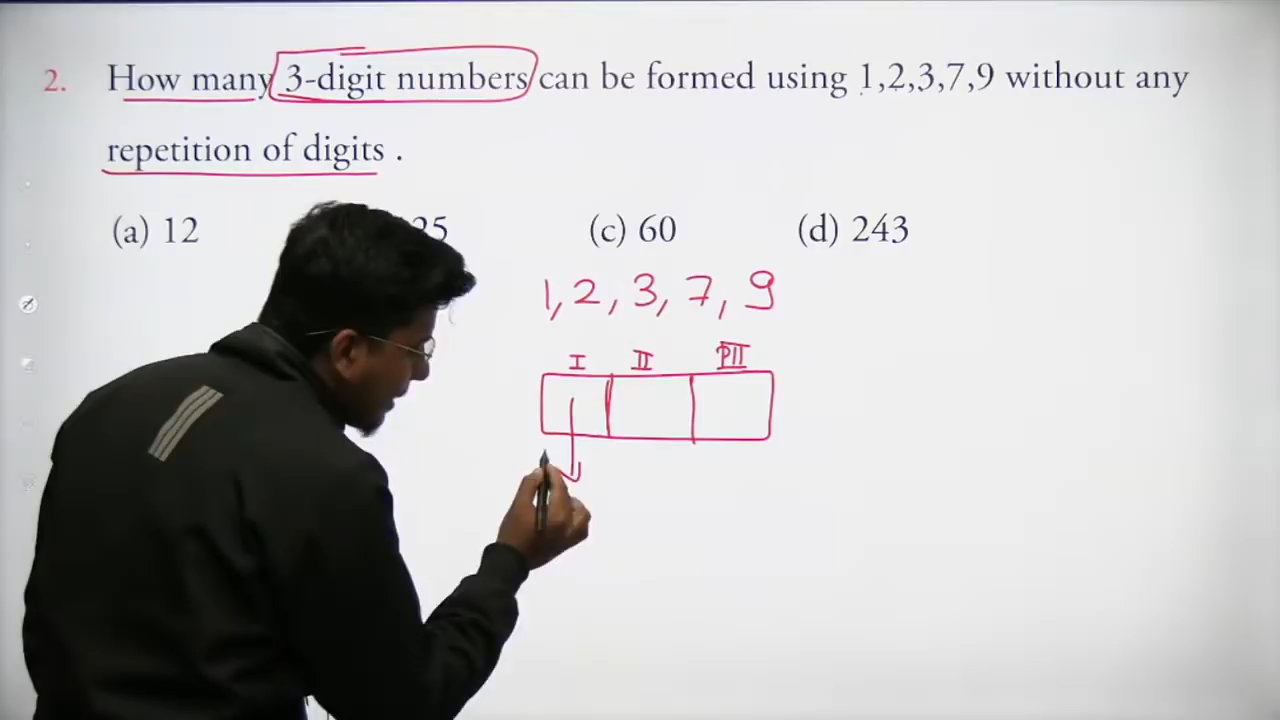 2. How many 3-digit numbers can be formed using 1,2,3,7,9 without any
repetition of digits .
(a) 12 25 (c) 60 (d) 243
1, 2, 3, 7, 9
I II III